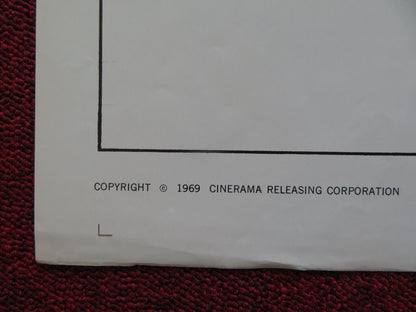 COPYRIGHT © 1969 CINERAMA RELEASING CORPORATION